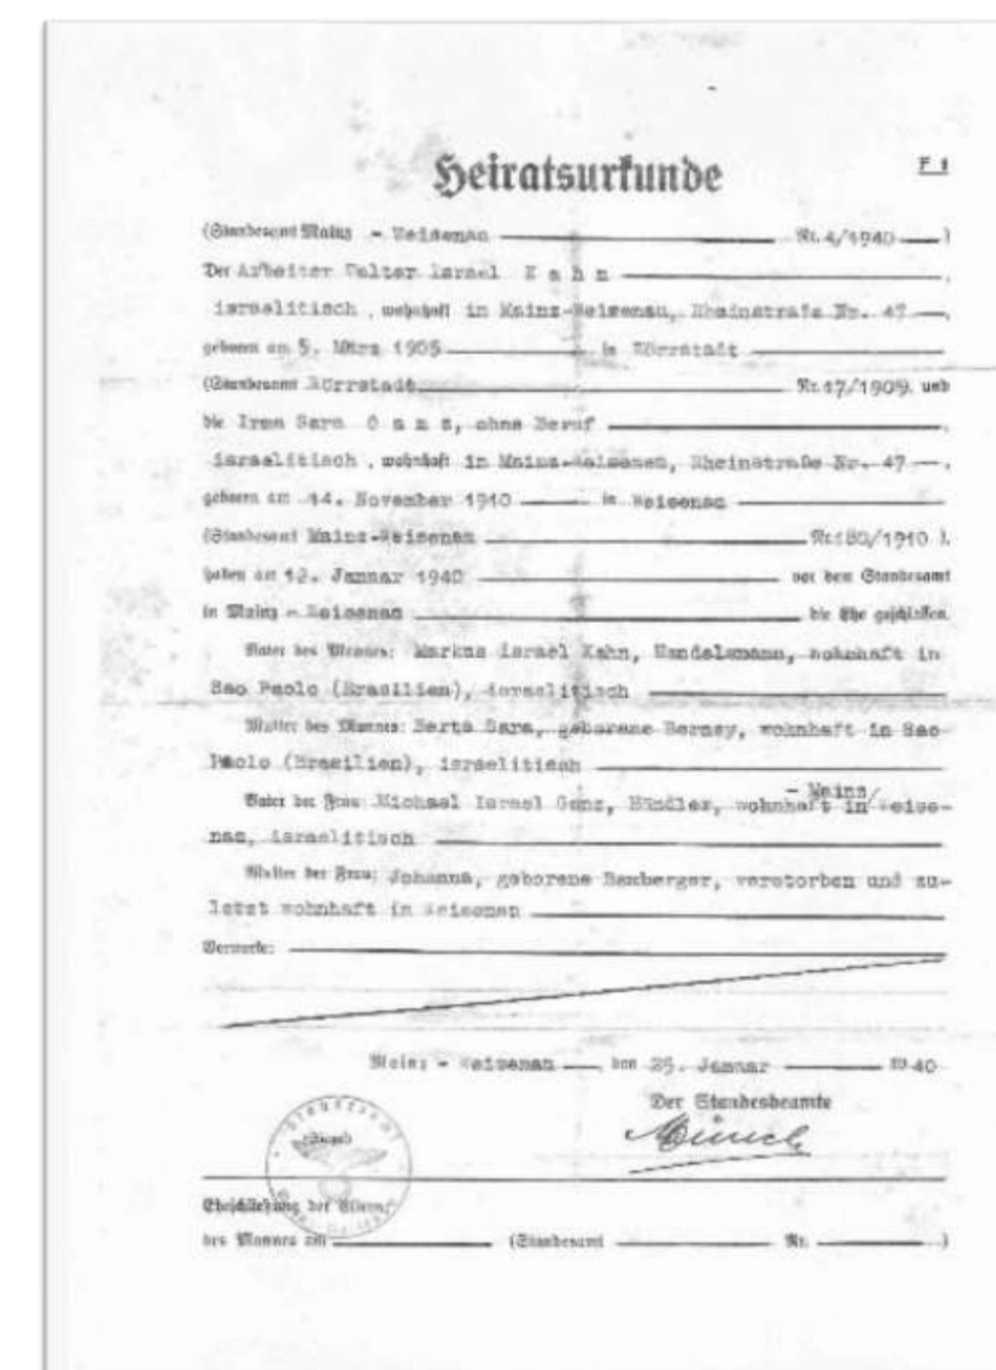 Heiratsurkunde
F 1
(Standesamt Mainz - Weisenau Nr. 4/1940 )
Der Arbeiter Walter Israel Kahn ,
israelitisch , wohnhaft in Mainz-Weisenau, Rheinstraße Nr. 47 ,
geboren am 5. März 1905 in Wörrstadt
(Standesamt Wörrstadt Nr. 17/1905). und
die Irma Sara Ganz, ohne Beruf ,
israelitisch , wohnhaft in Mainz-Weisenau, Rheinstraße Nr. 47 ,
geboren am 14. November 1910 in Weisenau
(Standesamt Mainz-Weisenau Nr. 180/1910 ).
haben am 12. Januar 1940 vor dem Standesamt
in Mainz - Weisenau die Ehe geschlossen.
Vater des Mannes: Markus Israel Kahn, Handelsmann, wohnhaft in
Sao Paolo (Brasilien), israelitisch
Mutter des Mannes: Berta Sara, geborene wohnhaft in Sao
Paolo (Brasilien), israelitisch
- Mainz/
Vater der Frau: Michael Israel Ganz, Händler, wohnhaft in Weise-
nau, israelitisch
Mutter der Frau: Johanna, geborene Bamberger, verstorben und zu-
letzt wohnhaft in Weisenau
Vermerke:
Mainz - Weisenau , den 25. Januar 1940
Der Standesbeamte
Münch
Standesamt
(Siegel)
Eheschließung der Eltern:
des Mannes am (Standesamt Nr. )